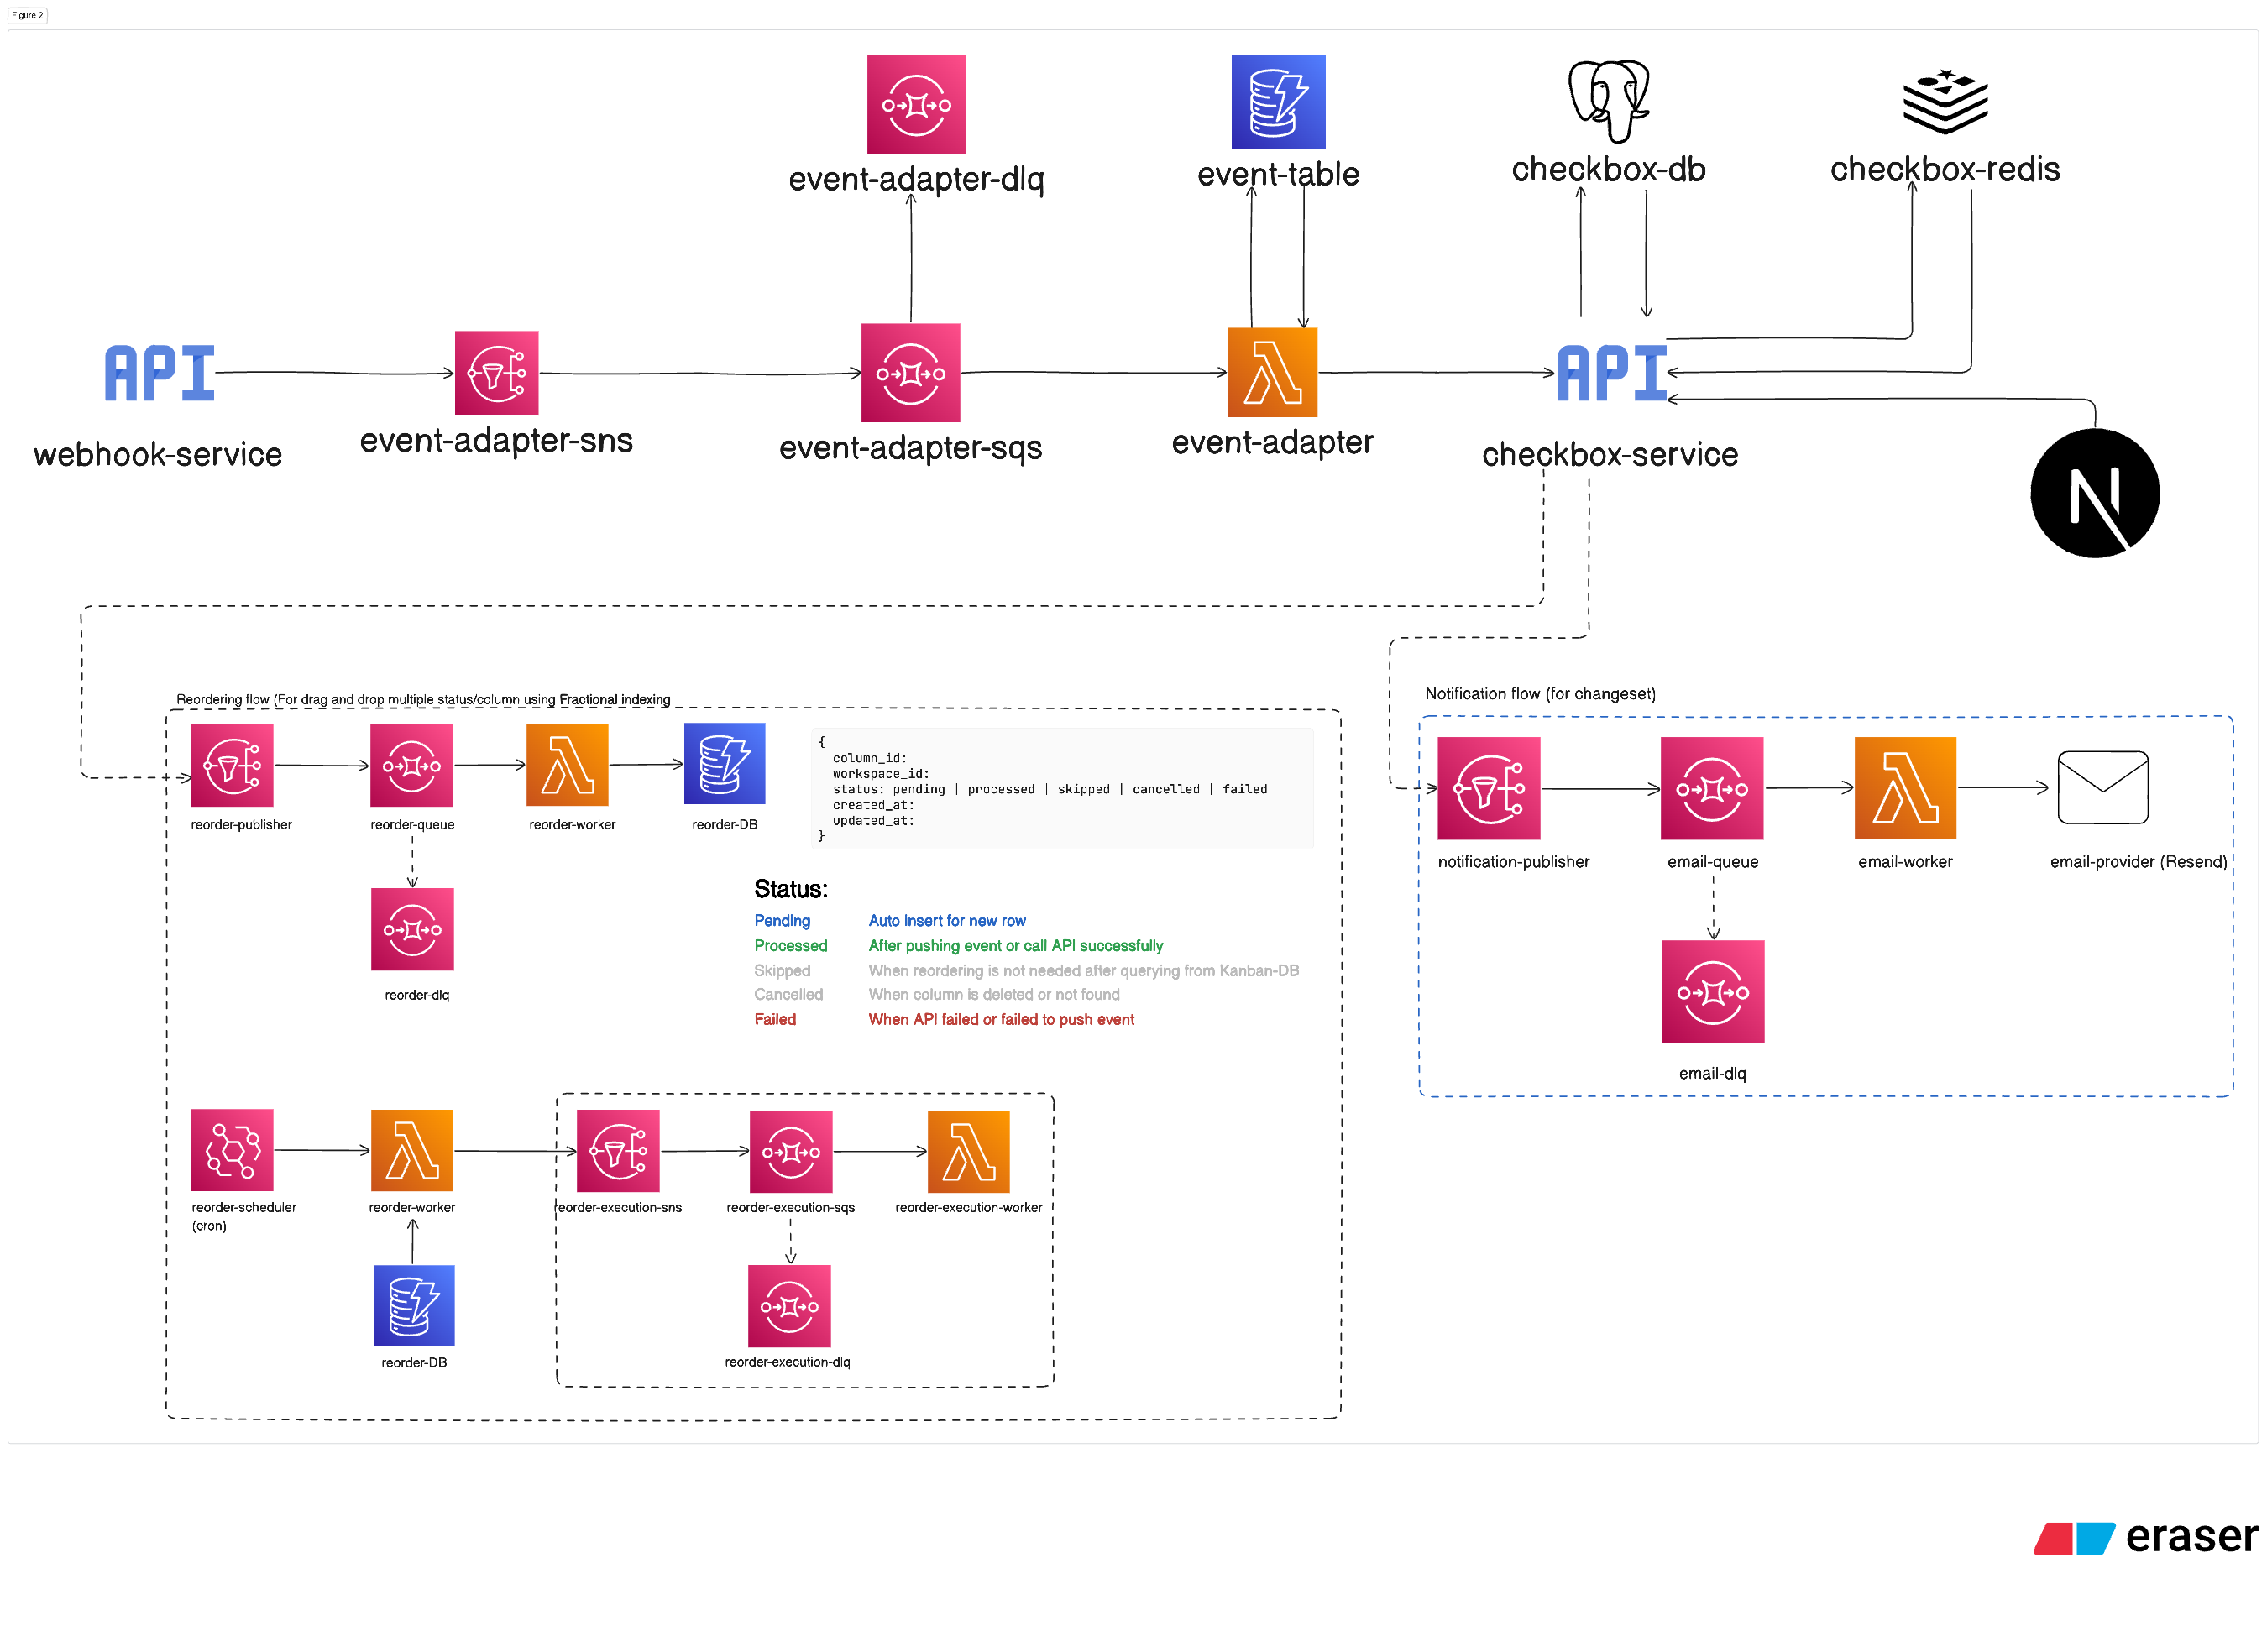 Figure 2
event-adapter-dlq
event-table
checkbox-db
checkbox-redis
API
API
webhook-service
event-adapter-sns
event-adapter-sqs
event-adapter
checkbox-service
N
Reordering flow (For drag and drop multiple status/column using Fractional indexing
reorder-publisher
reorder-queue
reorder-worker
reorder-DB
{
column_id:
workspace_id:
status: pending | processed | skipped | cancelled | failed
created_at:
updated_at:
}
reorder-dlq
Status:
Pending Auto insert for new row
Processed After pushing event or call API successfully
Skipped When reordering is not needed after querying from Kanban-DB
Cancelled When column is deleted or not found
Failed When API failed or failed to push event
reorder-scheduler
(cron)
reorder-worker
reorder-execution-sns
reorder-execution-sqs
reorder-execution-worker
reorder-DB
reorder-execution-dlq
Notification flow (for changeset)
notification-publisher
email-queue
email-worker
email-provider (Resend)
email-dlq
eraser